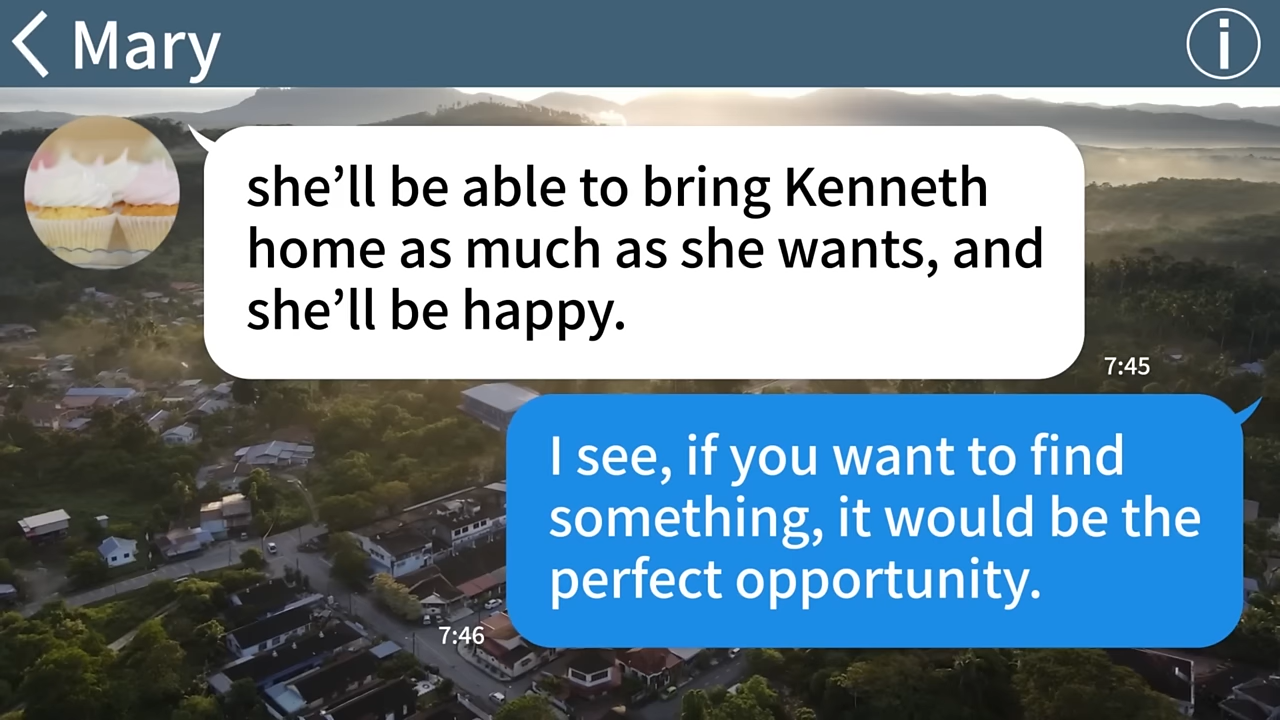 Mary
she’ll be able to bring Kenneth
home as much as she wants, and
she’ll be happy.
7:45
I see, if you want to find
something, it would be the
perfect opportunity.
7:46